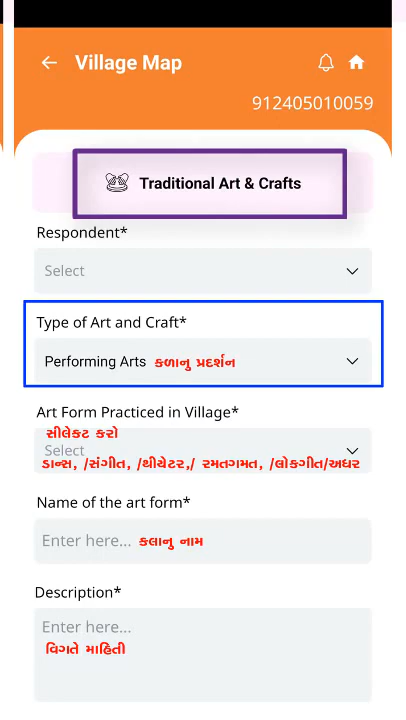 Village Map
912405010059
Traditional Art & Crafts
Respondent*
Select
Type of Art and Craft*
Performing Arts કળાનુ પ્રદર્શન
Art Form Practiced in Village*
સીલેકટ કરો
Select
ડાન્સ, /સંગીત, /થીયેટર,/ રમતગમત, /લોકગીત/અધર
Name of the art form*
Enter here... કલાનુ નામ
Description*
Enter here...
વિગતે માહિતી